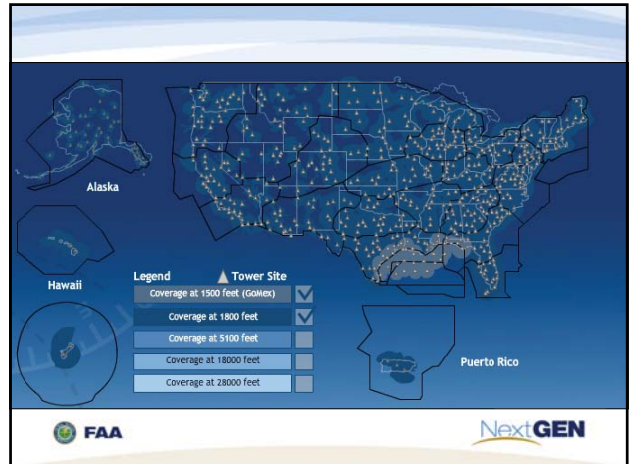 Alaska
Hawaii
Legend Tower Site
Coverage at 1500 feet (GoMex)
Coverage at 1800 feet
Coverage at 5100 feet
Coverage at 18000 feet
Coverage at 28000 feet
Puerto Rico
FAA
NextGEN